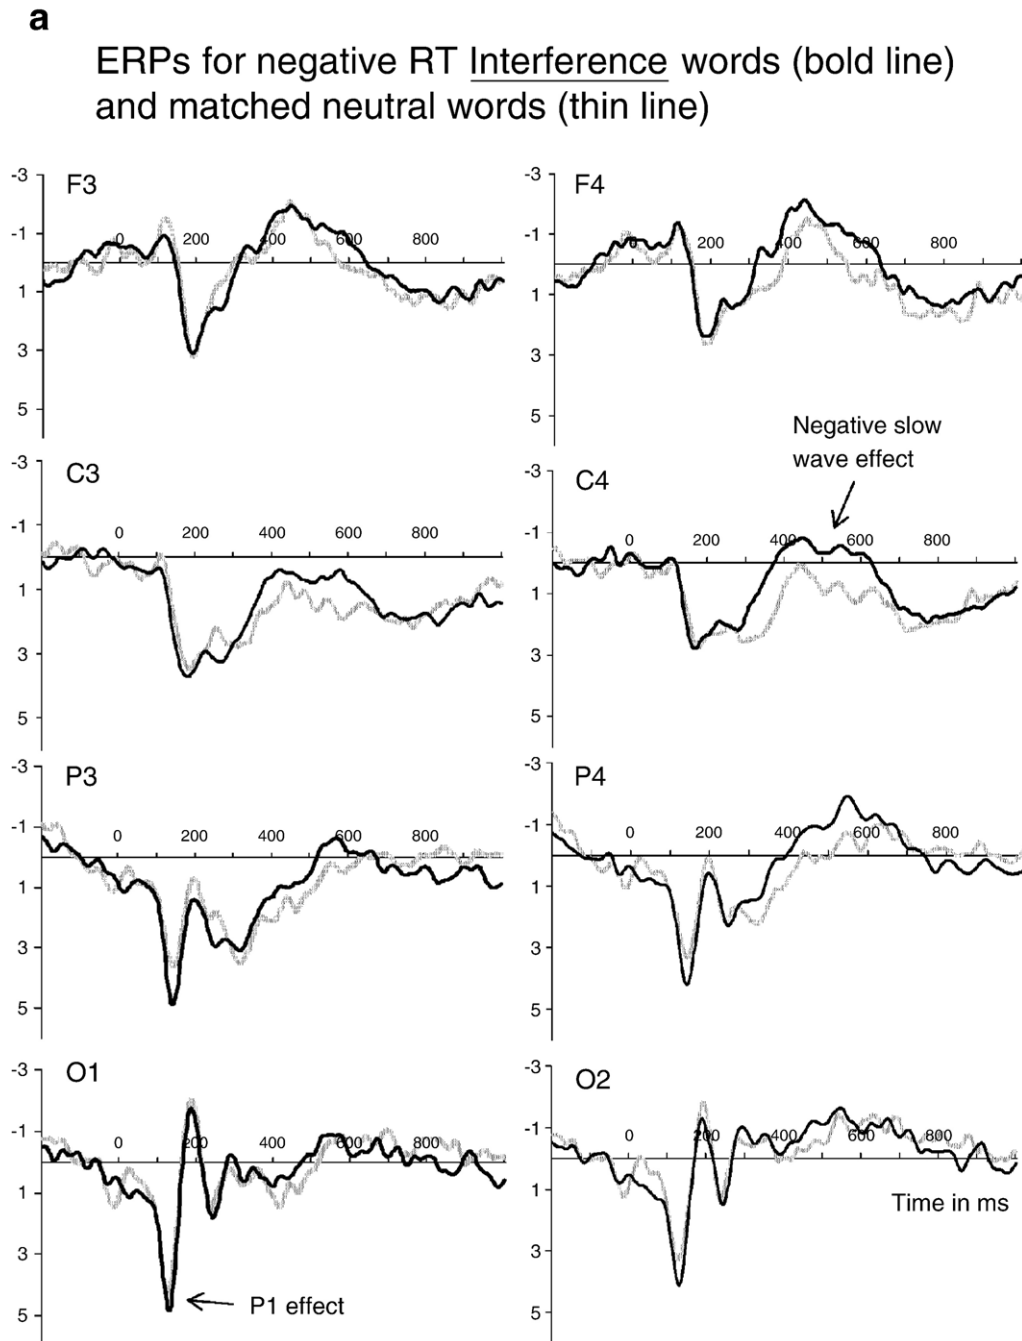 a
ERPs for negative RT Interference words (bold line)
and matched neutral words (thin line)
F3
-3
-1
1
3
5
0 200 400 600 800
F4
-3
-1
1
3
5
0 200 400 600 800
Negative slow
wave effect
C3
-3
-1
1
3
5
0 200 400 600 800
C4
-3
-1
1
3
5
0 200 400 600 800
P3
-3
-1
1
3
5
0 200 400 600 800
P4
-3
-1
1
3
5
0 200 400 600 800
O1
-3
-1
1
3
5
0 200 400 600 800
P1 effect
O2
-3
-1
1
3
5
0 200 400 600 800
Time in ms